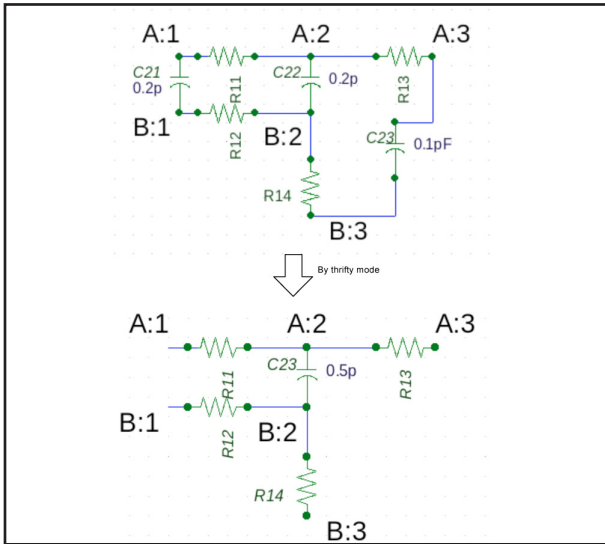 A:1 A:2 A:3
C21 0.2p R11 C22 0.2p R13
B:1 R12 B:2 C23 0.1pF
R14
B:3
By thrifty mode
A:1 A:2 A:3
R11 C23 0.5p R13
B:1 R12 B:2
R14
B:3